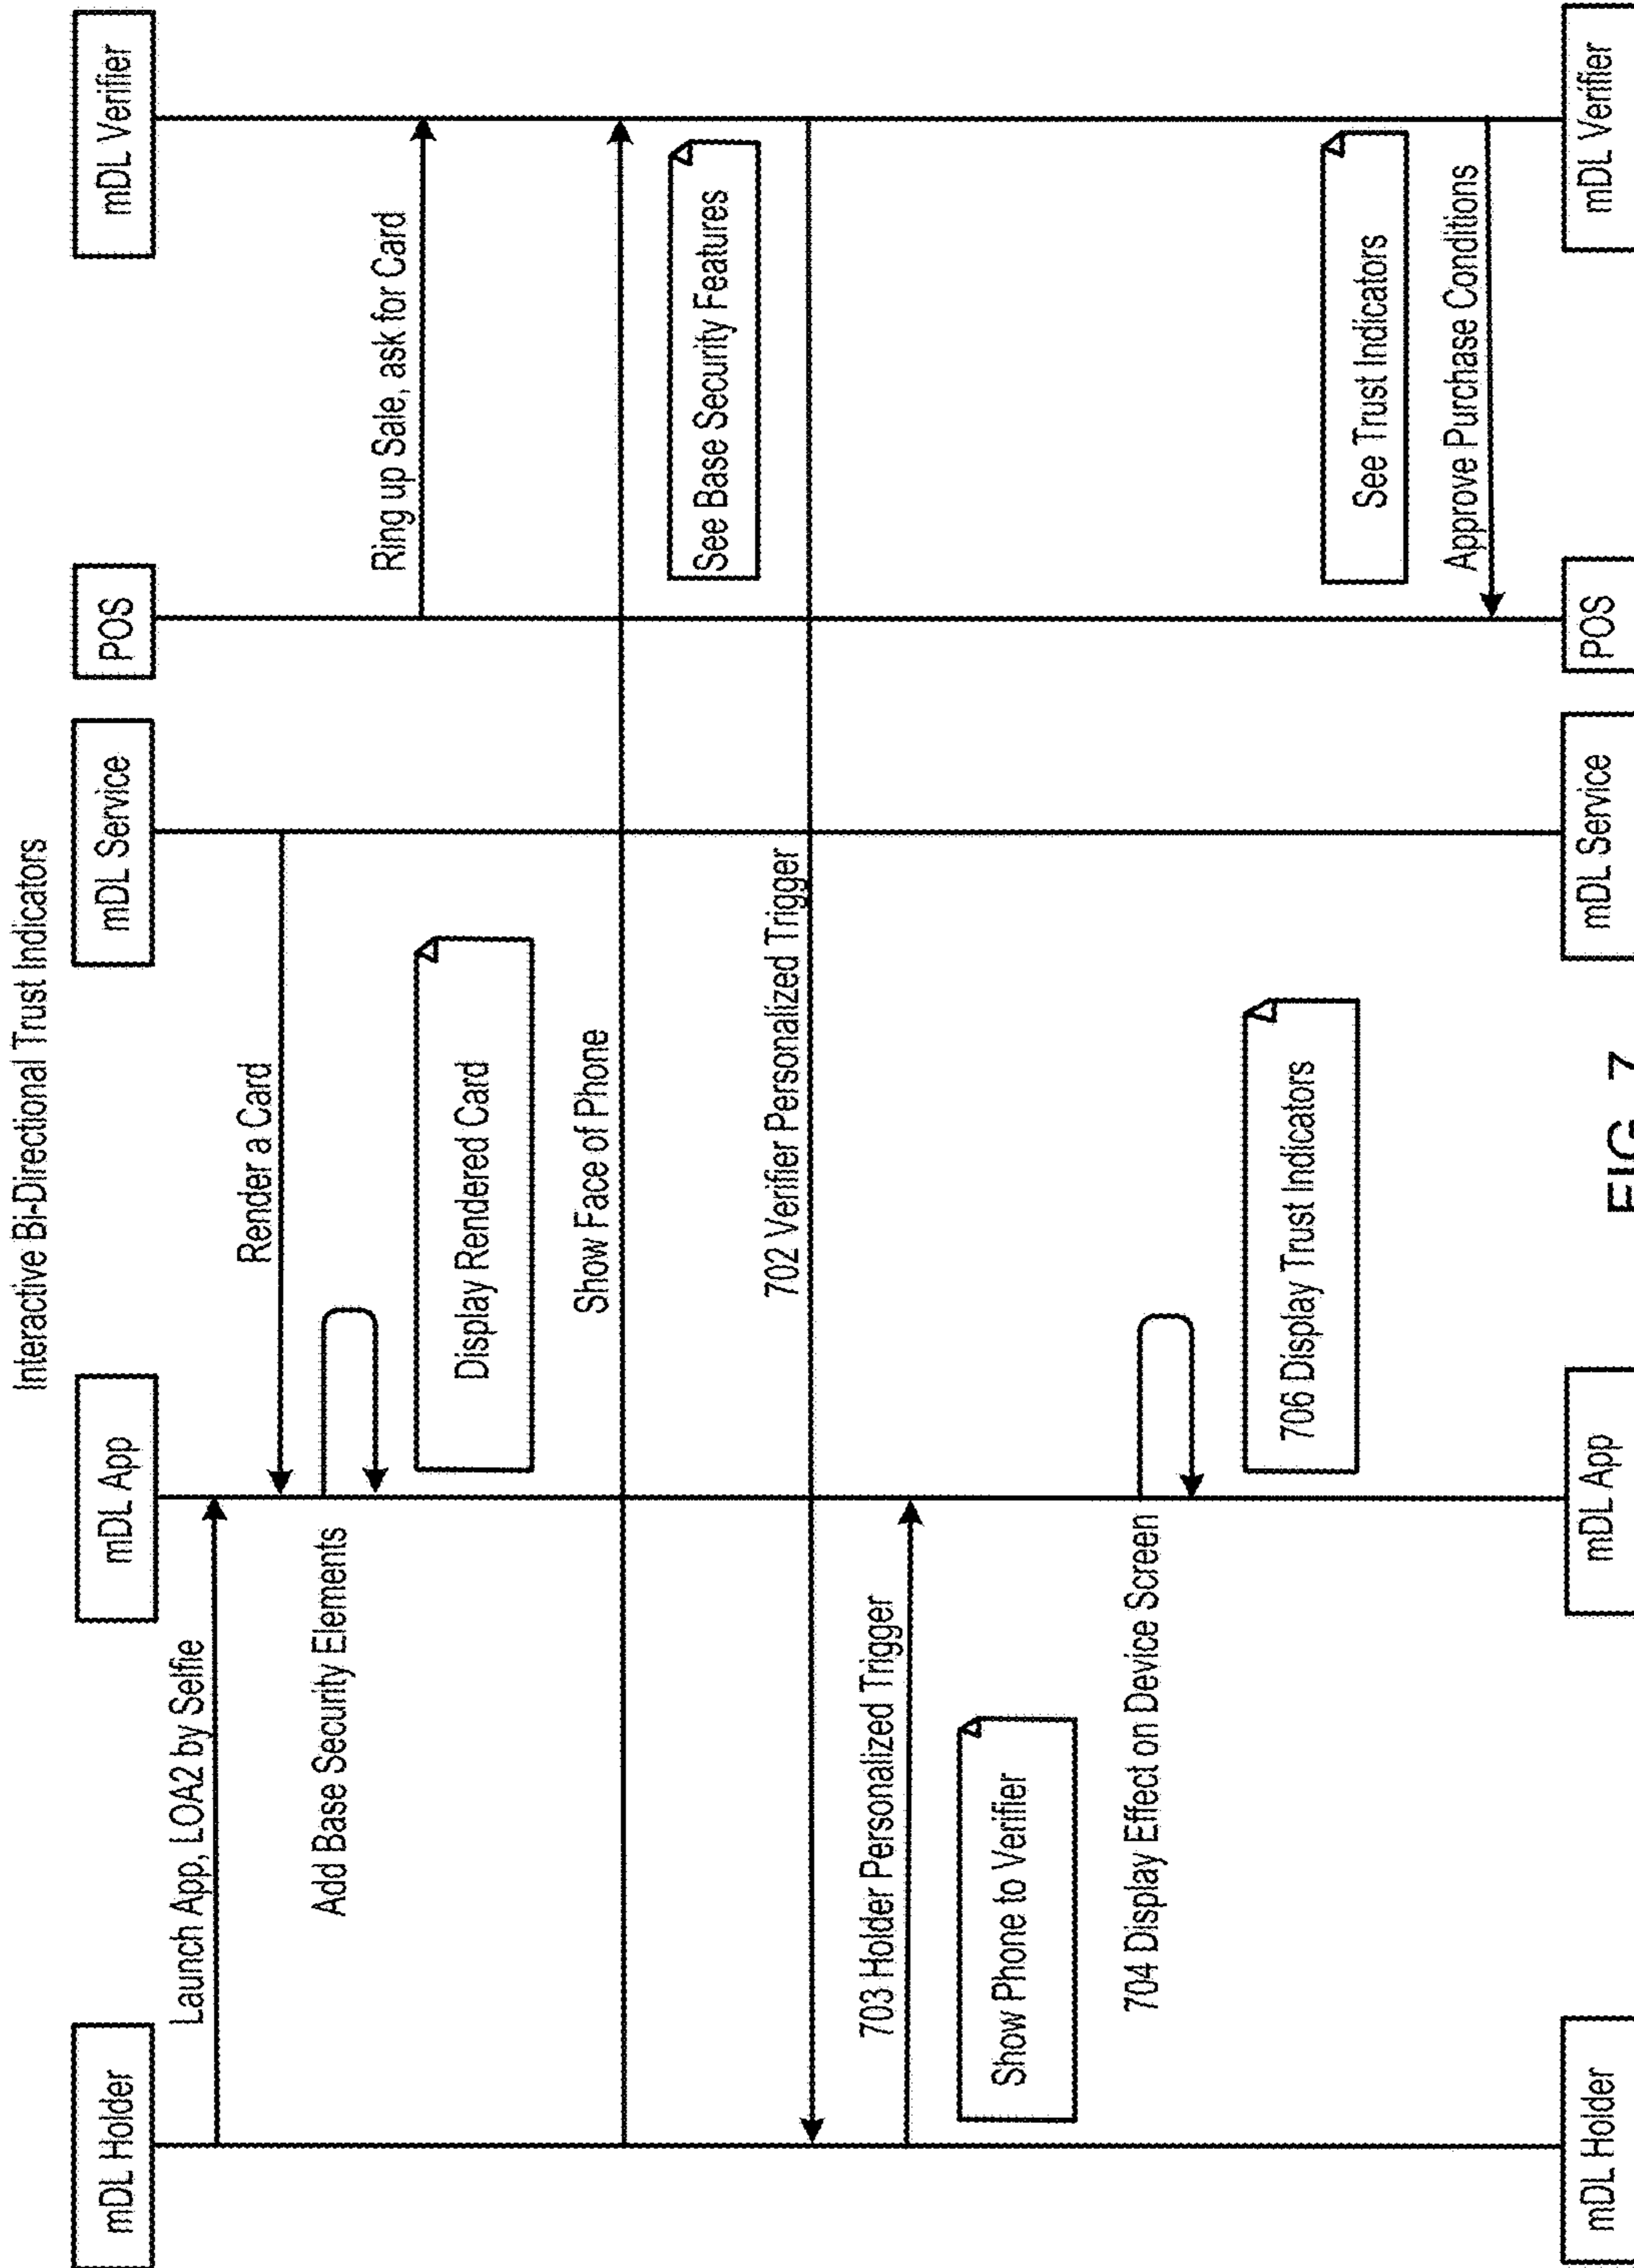 Interactive Bi-Directional Trust Indicators
mDL Holder
mDL App
mDL Service
POS
mDL Verifier
Launch App, LOA2 by Selfie
Render a Card
Add Base Security Elements
Ring up Sale, ask for Card
Display Rendered Card
Show Face of Phone
See Base Security Features
702 Verifier Personalized Trigger
703 Holder Personalized Trigger
Show Phone to Verifier
704 Display Effect on Device Screen
706 Display Trust Indicators
See Trust Indicators
Approve Purchase Conditions
mDL Holder
mDL App
mDL Service
POS
mDL Verifier
FIG. 7